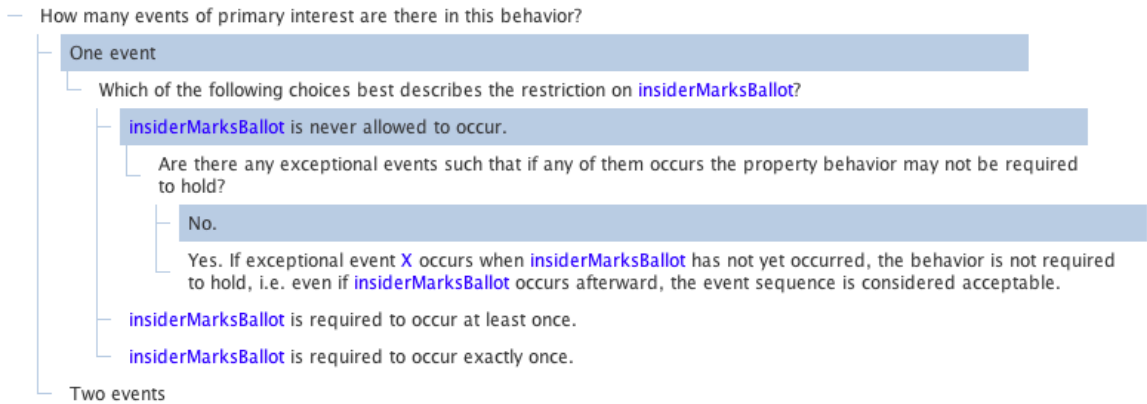 How many events of primary interest are there in this behavior?
One event
Which of the following choices best describes the restriction on insiderMarksBallot?
insiderMarksBallot is never allowed to occur.
Are there any exceptional events such that if any of them occurs the property behavior may not be required
to hold?
No.
Yes. If exceptional event X occurs when insiderMarksBallot has not yet occurred, the behavior is not required
to hold, i.e. even if insiderMarksBallot occurs afterward, the event sequence is considered acceptable.
insiderMarksBallot is required to occur at least once.
insiderMarksBallot is required to occur exactly once.
Two events